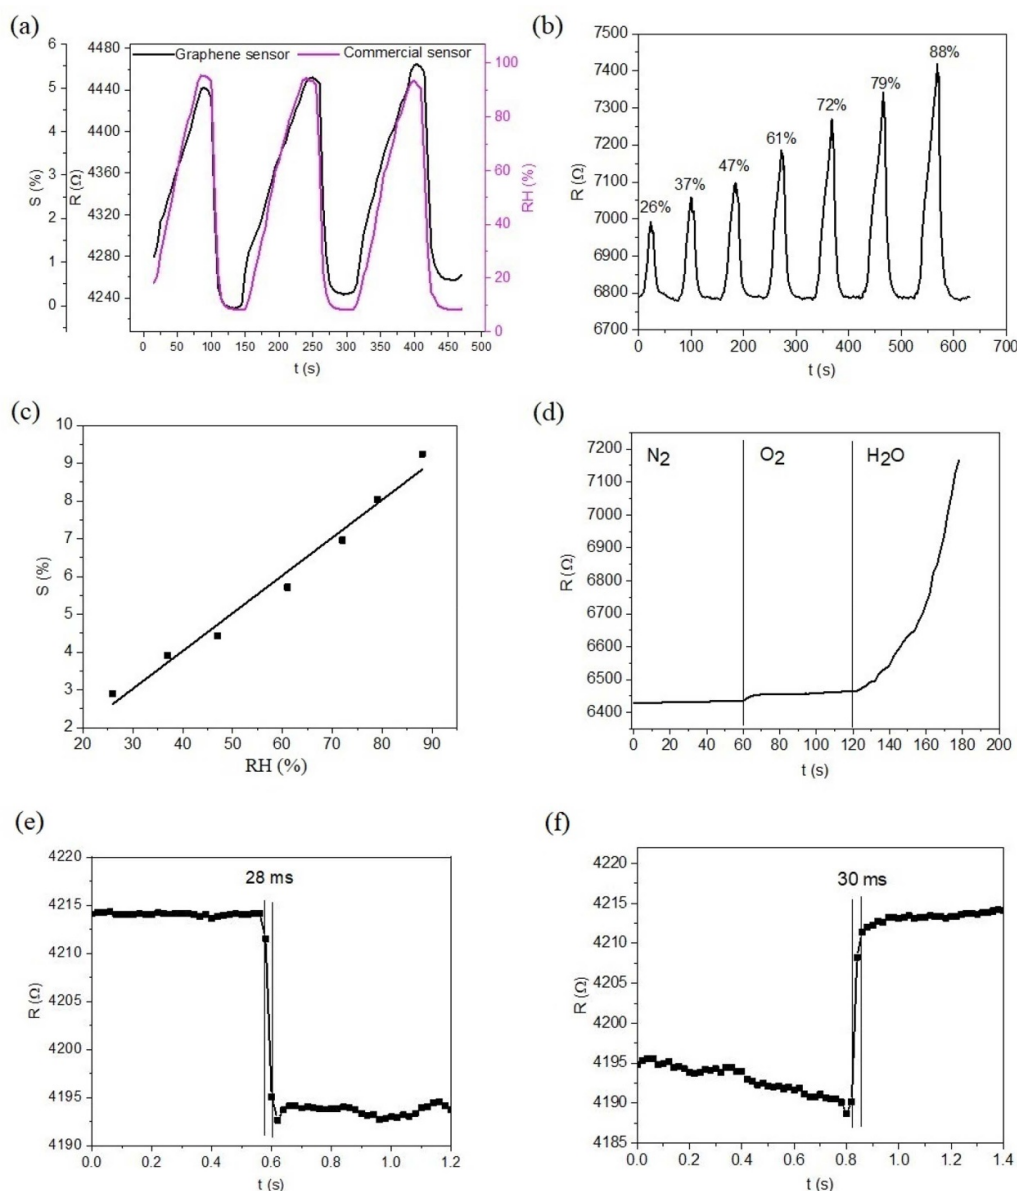 (a)
Graphene sensor
Commercial sensor
6
5
4
3
2
1
0
S (%)
4480
4440
4400
4360
4320
4280
4240
R (Ω)
100
80
60
40
20
0
RH (%)
0 50 100 150 200 250 300 350 400 450 500
t (s)
(b)
7500
7400
7300
7200
7100
7000
6900
6800
6700
R (Ω)
26%
37%
47%
61%
72%
79%
88%
0 100 200 300 400 500 600 700
t (s)
(c)
10
9
8
7
6
5
4
3
2
S (%)
20 30 40 50 60 70 80 90
RH (%)
(d)
N2
O2
H2O
7200
7100
7000
6900
6800
6700
6600
6500
6400
R (Ω)
0 20 40 60 80 100 120 140 160 180 200
t (s)
(e)
28 ms
4220
4215
4210
4205
4200
4195
4190
R (Ω)
0.0 0.2 0.4 0.6 0.8 1.0 1.2
t (s)
(f)
30 ms
4220
4215
4210
4205
4200
4195
4190
4185
R (Ω)
0.0 0.2 0.4 0.6 0.8 1.0 1.2 1.4
t (s)